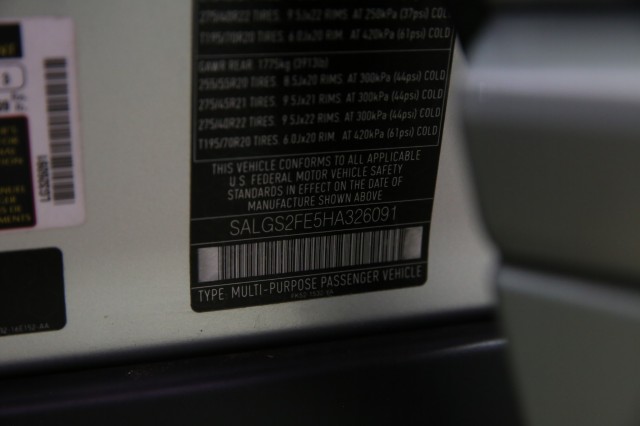 275/40R22 TIRES. 9.5Jx22 RIMS. AT 250kPa (37psi) COLD
T195/70R20 TIRES. 6.0Jx20 RIM. AT 420kPa (61psi) COLD
GAWR REAR: 1775kg (3913lb)
255/55R20 TIRES. 8.5Jx20 RIMS. AT 300kPa (44psi) COLD
275/45R21 TIRES. 9.5Jx21 RIMS. AT 300kPa (44psi) COLD
275/40R22 TIRES. 9.5Jx22 RIMS. AT 300kPa (44psi) COLD
T195/70R20 TIRES. 6.0Jx20 RIM. AT 420kPa (61psi) COLD
THIS VEHICLE CONFORMS TO ALL APPLICABLE
U.S. FEDERAL MOTOR VEHICLE SAFETY
STANDARDS IN EFFECT ON THE DATE OF
MANUFACTURE SHOWN ABOVE
SALGS2FE5HA326091
TYPE: MULTI-PURPOSE PASSENGER VEHICLE